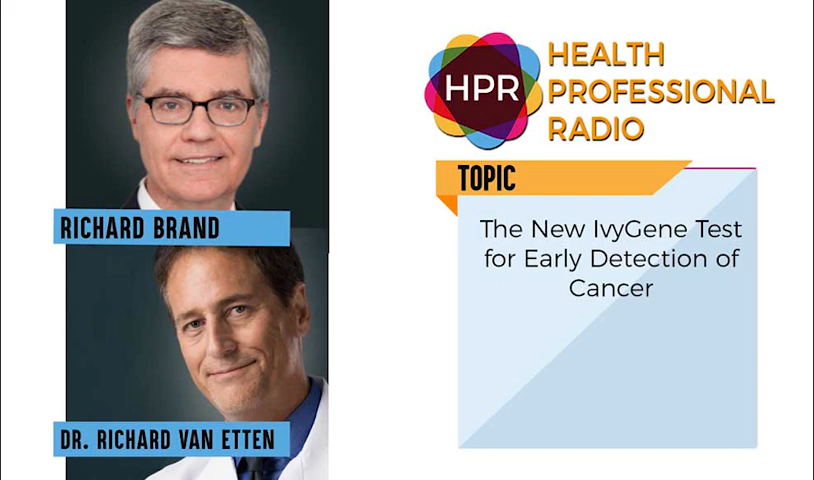 RICHARD BRAND
DR. RICHARD VAN ETTEN
HPR
HEALTH
PROFESSIONAL
RADIO
TOPIC
The New IvyGene Test
for Early Detection of
Cancer